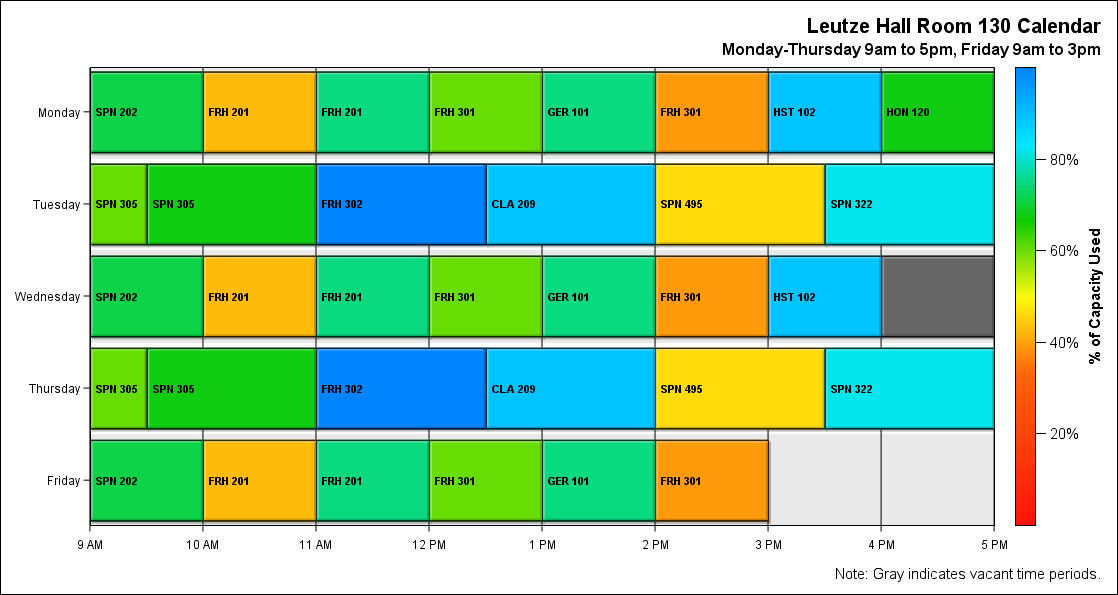 Leutze Hall Room 130 Calendar
Monday-Thursday 9am to 5pm, Friday 9am to 3pm
Monday
SPN 202
FRH 201
FRH 201
FRH 301
GER 101
FRH 301
HST 102
HON 120
Tuesday
SPN 305
SPN 305
FRH 302
CLA 209
SPN 495
SPN 322
Wednesday
SPN 202
FRH 201
FRH 201
FRH 301
GER 101
FRH 301
HST 102
Thursday
SPN 305
SPN 305
FRH 302
CLA 209
SPN 495
SPN 322
Friday
SPN 202
FRH 201
FRH 201
FRH 301
GER 101
FRH 301
9 AM
10 AM
11 AM
12 PM
1 PM
2 PM
3 PM
4 PM
5 PM
80%
60%
40%
20%
% of Capacity Used
Note: Gray indicates vacant time periods.